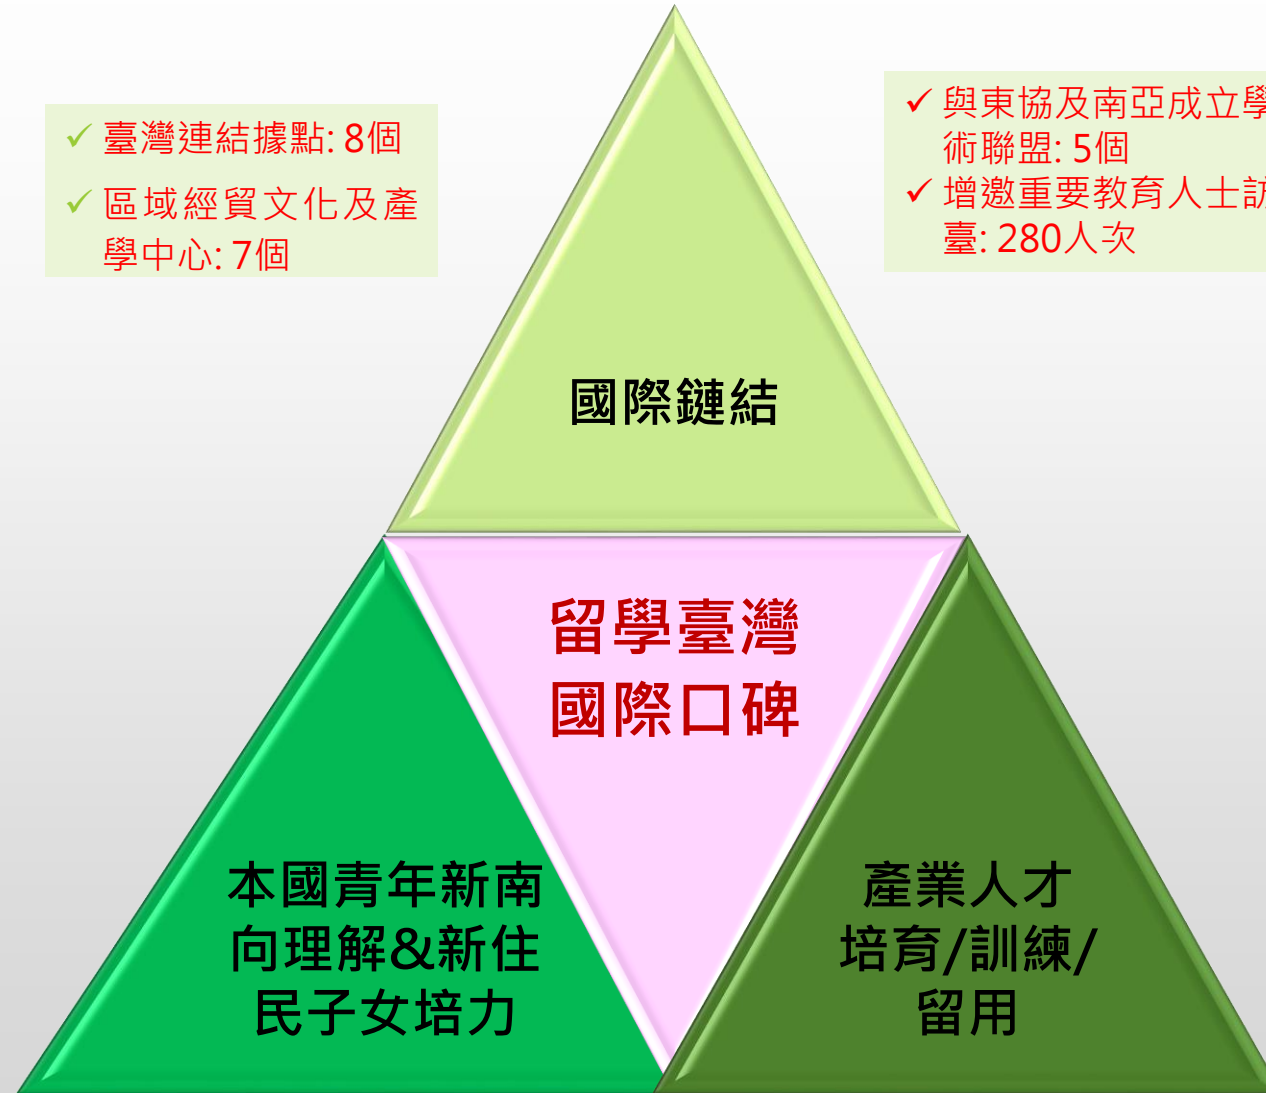 臺灣連結據點: 8個
區域經貿文化及產
學中心: 7個
與東協及南亞成立學
術聯盟: 5個
增邀重要教育人士訪
臺: 280人次
國際鏈結
留學臺灣
國際口碑
本國青年新南
向理解&新住
民子女培力
產業人才
培育/訓練/
留用